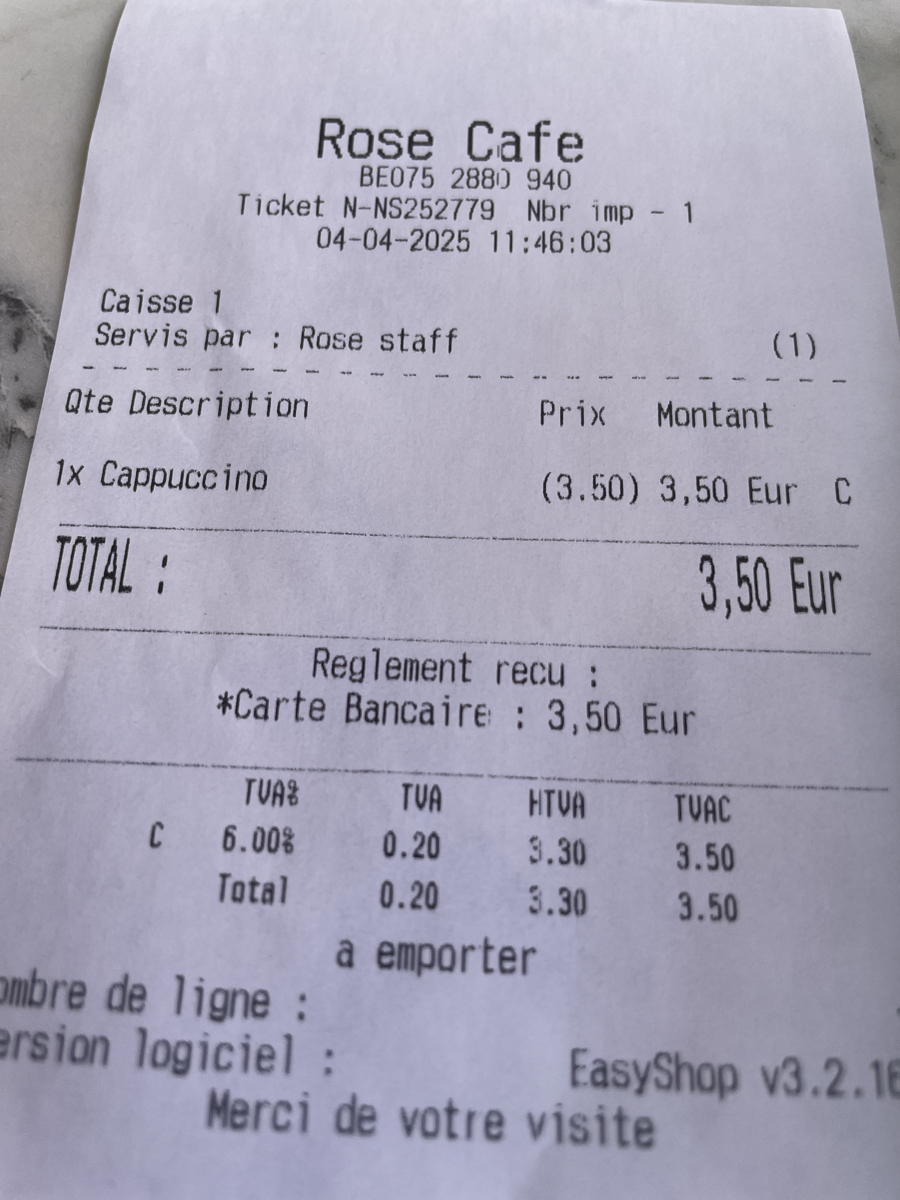 Rose Cafe
BE075 2880 940
Ticket N-NS252779 Nbr imp - 1
04-04-2025 11:46:03
Caisse 1
Servis par : Rose staff (1)
Qte Description Prix Montant
1x Cappuccino (3.50) 3,50 Eur C
TOTAL : 3,50 Eur
Reglement recu :
*Carte Bancaire : 3,50 Eur
TVA% TVA HTVA TVAC
C 6.00% 0.20 3.30 3.50
Total 0.20 3.30 3.50
a emporter
ombre de ligne :
ersion logiciel : EasyShop v3.2.16
Merci de votre visite